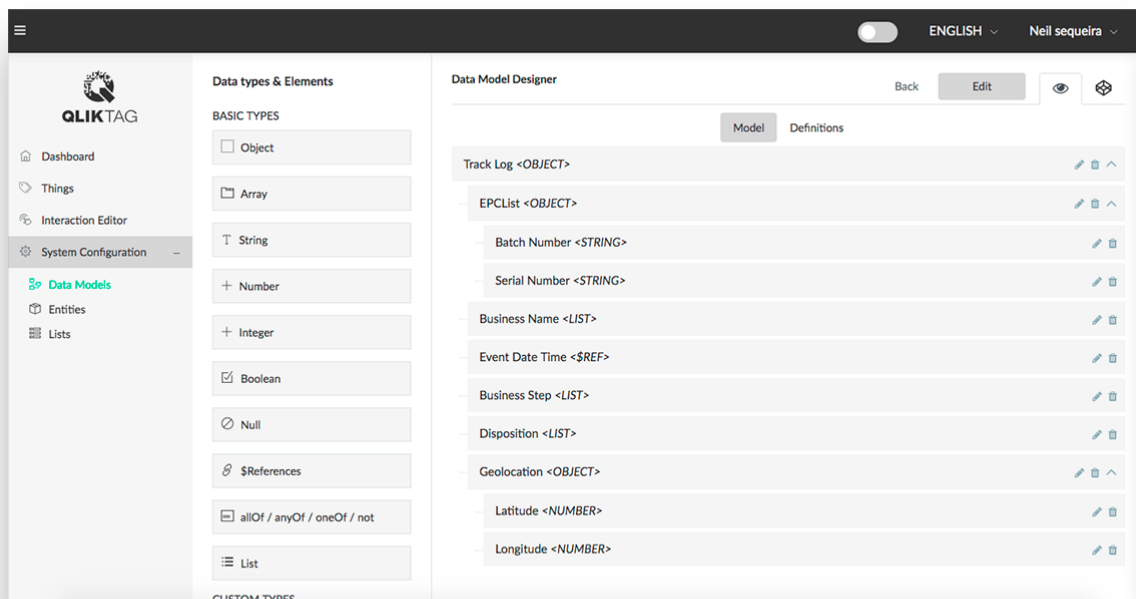 ENGLISH Neil sequeira
QLIKTAG
Dashboard
Things
Interaction Editor
System Configuration
Data Models
Entities
Lists
Data types & Elements
BASIC TYPES
Object
Array
String
Number
Integer
Boolean
Null
$References
allOf / anyOf / oneOf / not
List
CUSTOM TYPES
Data Model Designer
Back Edit
Model Definitions
Track Log <OBJECT>
EPCList <OBJECT>
Batch Number <STRING>
Serial Number <STRING>
Business Name <LIST>
Event Date Time <$REF>
Business Step <LIST>
Disposition <LIST>
Geolocation <OBJECT>
Latitude <NUMBER>
Longitude <NUMBER>